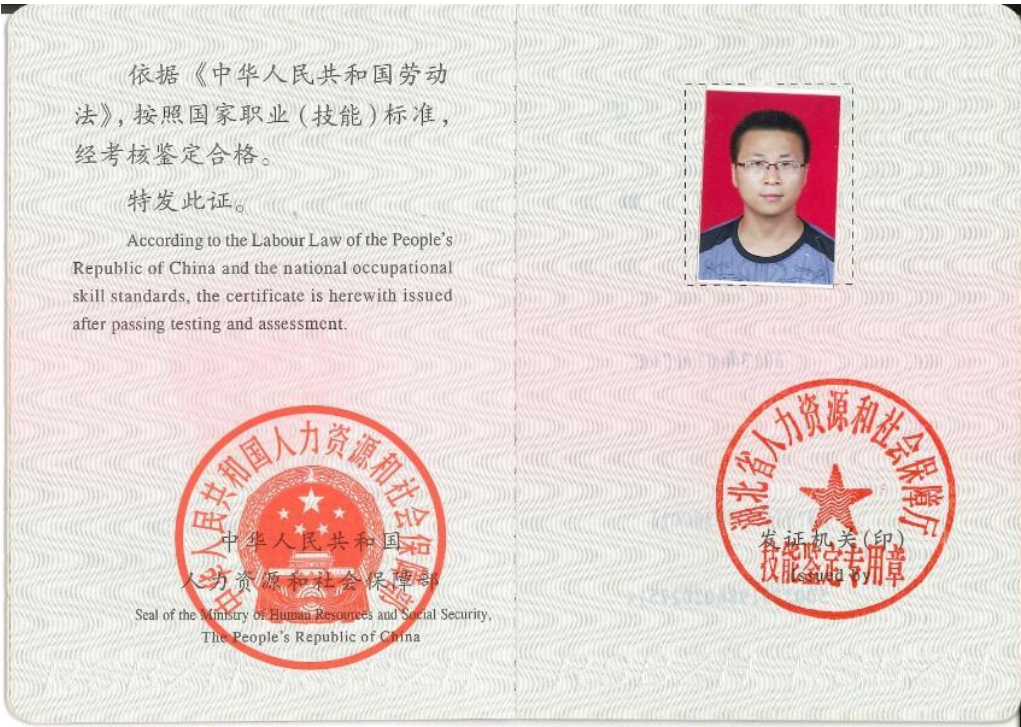 依据《中华人民共和国劳动
法》，按照国家职业(技能)标准，
经考核鉴定合格。
特发此证。
According to the Labour Law of the People's
Republic of China and the national occupational
skill standards, the certificate is herewith issued
after passing testing and assessment.
中华人民共和国人力资源和社会保障部
中华人民共和国
人力资源和社会保障部
Seal of the Ministry of Human Resources and Social Security,
The People's Republic of China
湖北省人力资源和社会保障厅
发证机关(印)
技能鉴定专用章
Issued by